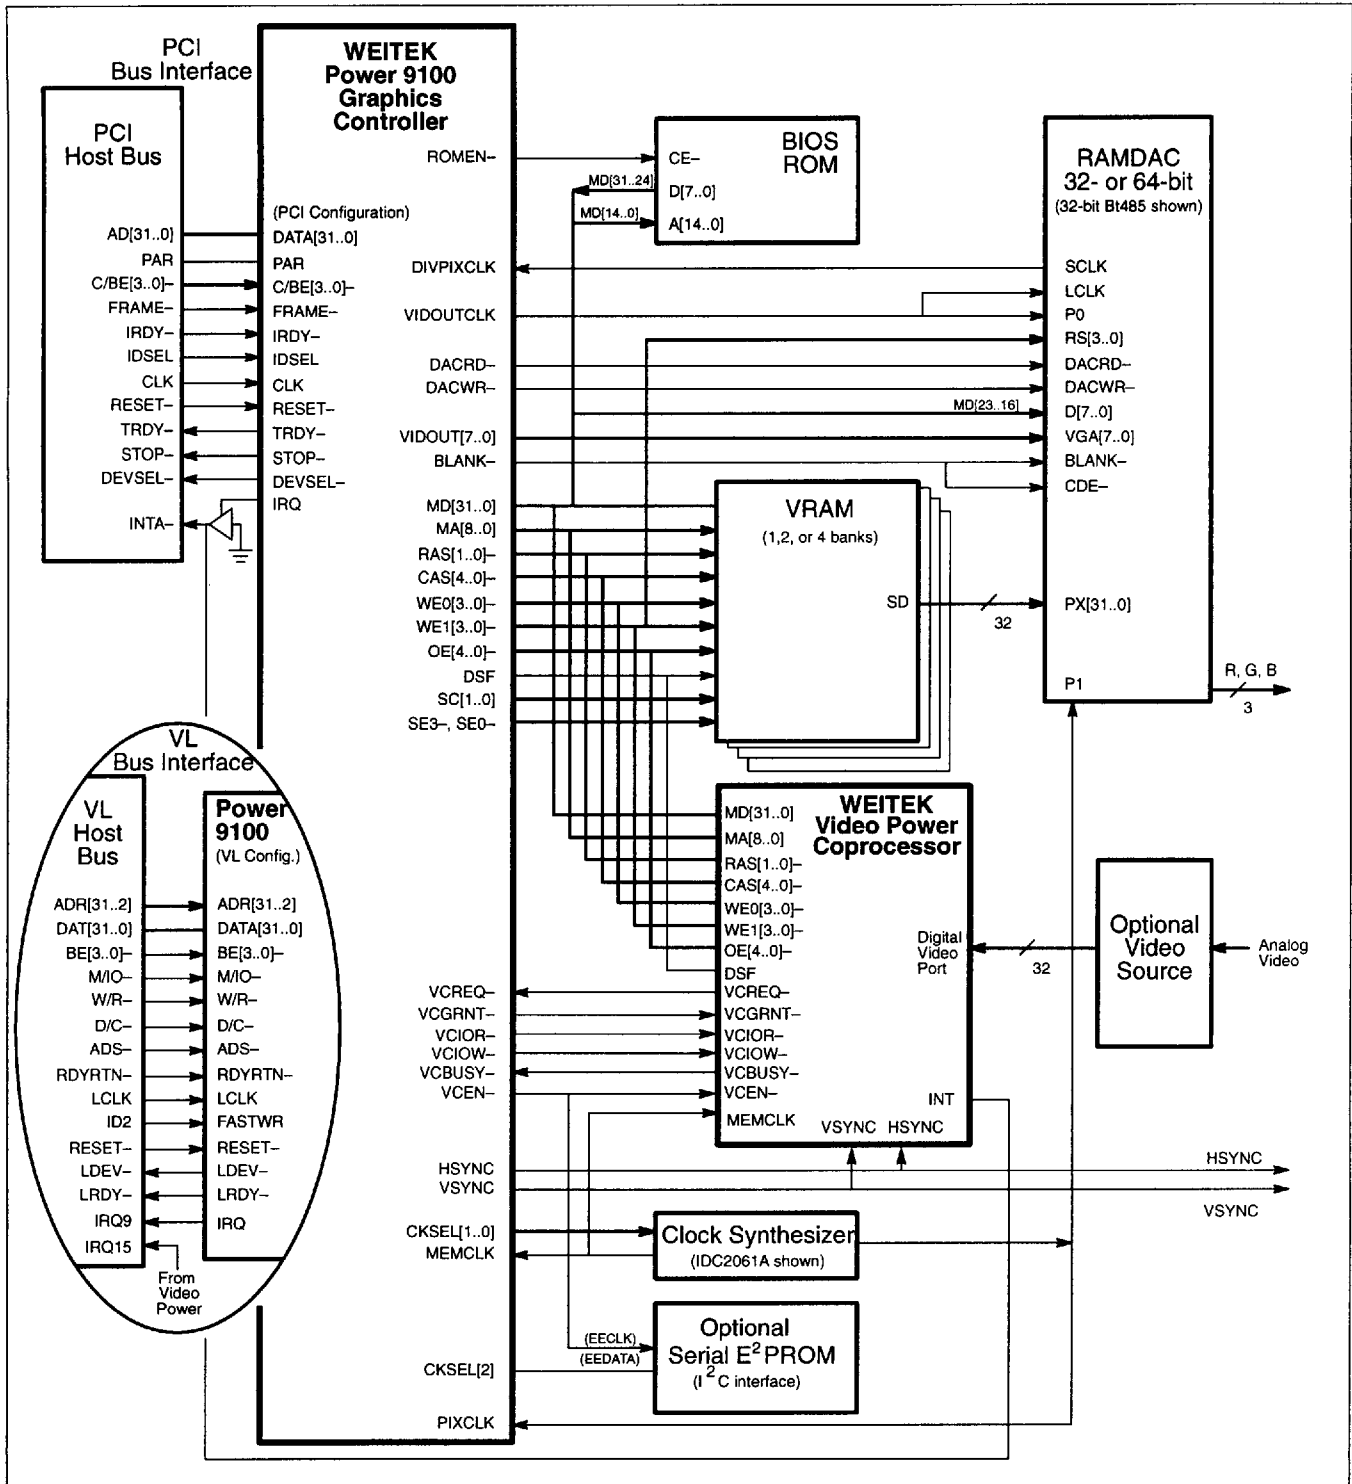 PCI
Bus Interface
WEITEK
Power 9100
Graphics
Controller
PCI
Host Bus
AD[31..0]
PAR
C/BE[3..0]–
FRAME–
IRDY–
IDSEL
CLK
RESET–
TRDY–
STOP–
DEVSEL–
INTA–
(PCI Configuration)
DATA[31..0]
PAR
C/BE[3..0]–
FRAME–
IRDY–
IDSEL
CLK
RESET–
TRDY–
STOP–
DEVSEL–
IRQ
ROMEN–
DIVPIXCLK
VIDOUTCLK
DACRD–
DACWR–
VIDOUT[7..0]
BLANK–
MD[31..0]
MA[8..0]
RAS[1..0]–
CAS[4..0]–
WE0[3..0]–
WE1[3..0]–
OE[4..0]–
DSF
SC[1..0]
SE3–, SE0–
VCREQ–
VCGRNT–
VCIOR–
VCIOW–
VCBUSY–
VCEN–
HSYNC
VSYNC
CKSEL[1..0]
MEMCLK
CKSEL[2]
PIXCLK
BIOS
ROM
CE–
D[7..0]
A[14..0]
MD[31..24]
MD[14..0]
RAMDAC
32- or 64-bit
(32-bit Bt485 shown)
SCLK
LCLK
P0
RS[3..0]
DACRD–
DACWR–
MD[23..16]
D[7..0]
VGA[7..0]
BLANK–
CDE–
PX[31..0]
P1
R, G, B
3
VRAM
(1,2, or 4 banks)
SD
32
WEITEK
Video Power
Coprocessor
MD[31..0]
MA[8..0]
RAS[1..0]–
CAS[4..0]–
WE0[3..0]–
WE1[3..0]–
OE[4..0]–
DSF
VCREQ–
VCGRNT–
VCIOR–
VCIOW–
VCBUSY–
VCEN–
MEMCLK
Digital
Video
Port
INT
VSYNC HSYNC
32
Optional
Video
Source
Analog
Video
HSYNC
VSYNC
Clock Synthesizer
(IDC2061A shown)
Optional
Serial E²PROM
(I²C interface)
(EECLK)
(EEDATA)
VL
Bus Interface
VL
Host
Bus
Power
9100
(VL Config.)
ADR[31..2]
DAT[31..0]
BE[3..0]–
M/IO–
W/R–
D/C–
ADS–
RDYRTN–
LCLK
ID2
RESET–
LDEV–
LRDY–
IRQ9
IRQ15
ADR[31..2]
DATA[31..0]
BE[3..0]–
M/IO–
W/R–
D/C–
ADS–
RDYRTN–
LCLK
FASTWR
RESET–
LDEV–
LRDY–
IRQ
From
Video
Power